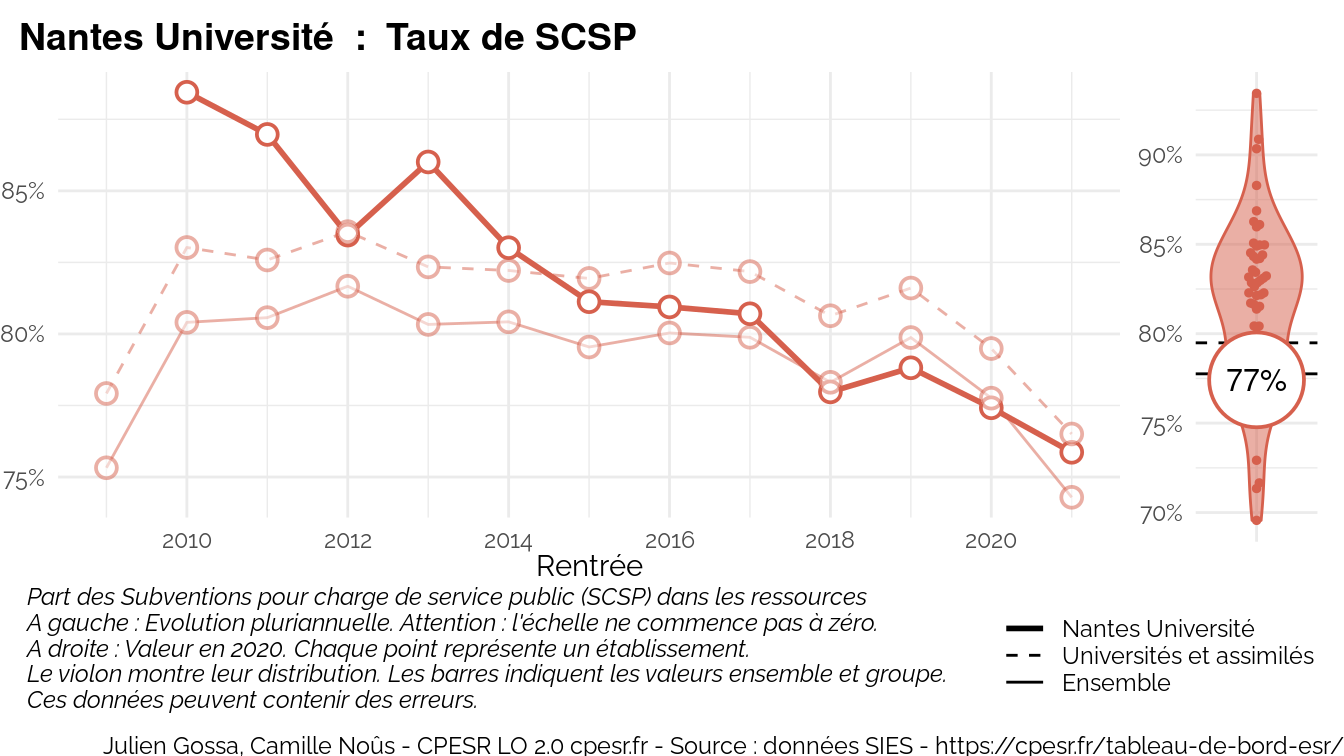 Nantes Université : Taux de SCSP
85%
80%
75%
2010
2012
2014
2016
2018
2020
Rentrée
90%
85%
80%
75%
70%
77%
Part des Subventions pour charge de service public (SCSP) dans les ressources
A gauche : Evolution pluriannuelle. Attention : l'échelle ne commence pas à zéro.
A droite : Valeur en 2020. Chaque point représente un établissement.
Le violon montre leur distribution. Les barres indiquent les valeurs ensemble et groupe.
Ces données peuvent contenir des erreurs.
Nantes Université
Universités et assimilés
Ensemble
Julien Gossa, Camille Noûs - CPESR LO 2.0 cpesr.fr - Source : données SIES - https://cpesr.fr/tableau-de-bord-esr/